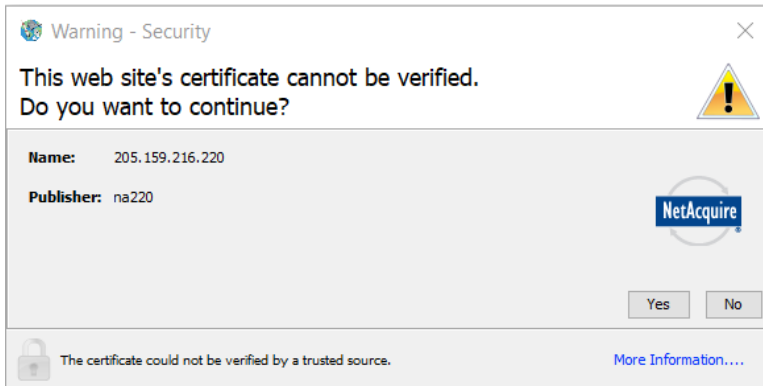 Warning - Security
This web site's certificate cannot be verified.
Do you want to continue?
Name: 205.159.216.220
Publisher: na220
NetAcquire
Yes No
The certificate could not be verified by a trusted source.
More Information....